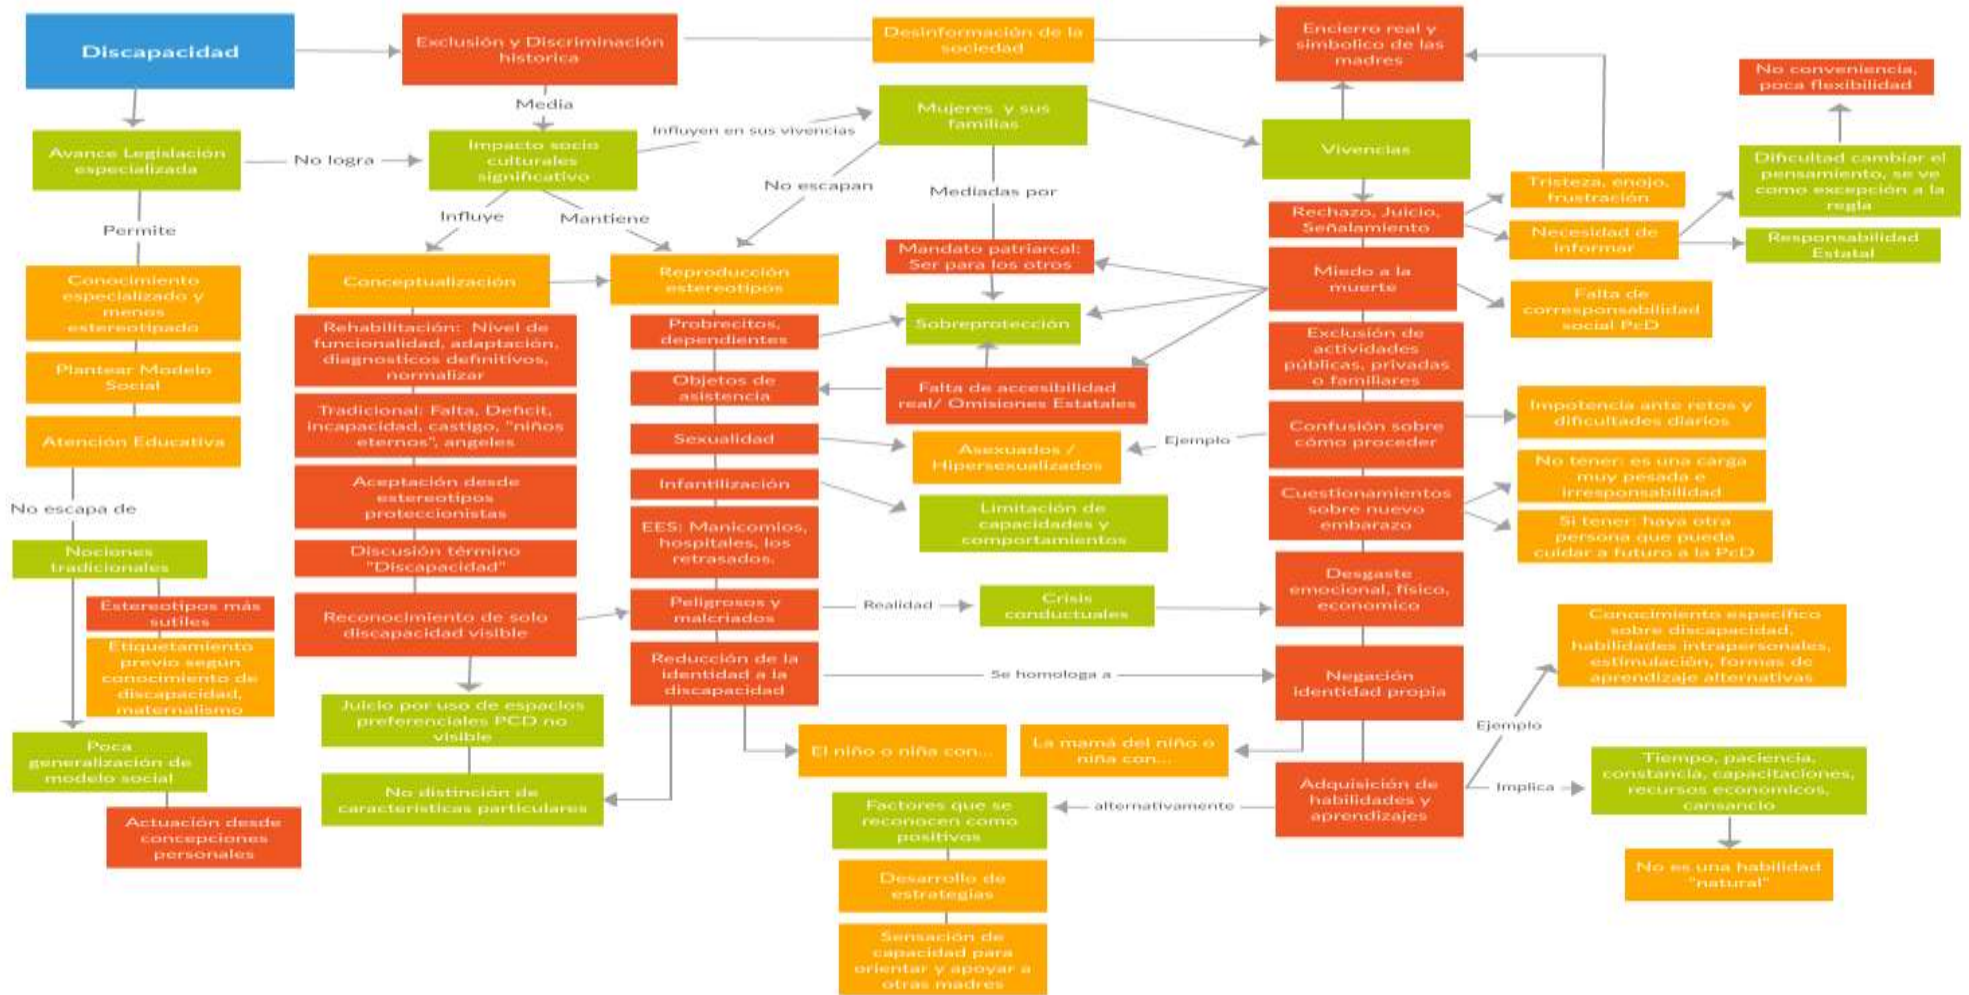 Discapacidad
Exclusión y Discriminación
historica
Desinformación de la
sociedad
Encierro real y
simbolico de las
madres
No conveniencia,
poca flexibilidad
Media
Influyen en sus vivencias
Mujeres y sus
familias
Avance Legislación
especializada
No logra
Impacto socio
culturales
significativo
Vivencias
Dificultad cambiar el
pensamiento, se ve
como excepción a la
regla
No escapan
Mediadas por
Influye
Mantiene
Permite
Tristeza, enojo,
frustración
Rechazo, Juicio,
Señalamiento
Necesidad de
informar
Responsabilidad
Estatal
Mandato patriarcal:
Ser para los otros
Conocimiento
especializado y
menos
estereotipado
Conceptualización
Reproducción
estereotipos
Miedo a la
muerte
Falta de
corresponsabilidad
social PcD
Rehabilitación: Nivel de
funcionalidad, adaptación,
diagnosticos definitivos,
normalizar
Probrecitos,
dependientes
Sobreprotección
Exclusión de
actividades
públicas, privadas
o familiares
Plantear Modelo
Social
Objetos de
asistencia
Falta de accesibilidad
real/ Omisiones Estatales
Tradicional: Falta, Deficit,
incapacidad, castigo, "niños
eternos", angeles
Atención Educativa
Sexualidad
Asexuados /
Hipersexualizados
Ejemplo
Confusión sobre
cómo proceder
Impotencia ante retos y
dificultades diarios
Aceptación desde
estereotipos
proteccionistas
Infantilización
Limitación de
capacidades y
comportamientos
Cuestionamientos
sobre nuevo
embarazo
No tener: es una carga
muy pesada e
irresponsabilidad
Si tener: haya otra
persona que pueda
cuidar a futuro a la PcD
No escapa de
Nociones
tradicionales
Discusión término
"Discapacidad"
EES: Manicomios,
hospitales, los
retrasados.
Desgaste
emocional, físico,
economico
Estereotipos más
sutiles
Reconocimiento de solo
discapacidad visible
Peligrosos y
malcriados
Realidad
Crisis
conductuales
Conocimiento específico
sobre discapacidad,
habilidades intrapersonales,
estimulación, formas de
aprendizaje alternativas
Etiquetamiento
previo según
conocimiento de
discapacidad,
maternalismo
Reducción de la
identidad a la
discapacidad
Se homologa a
Negación
identidad propia
Juicio por uso de espacios
preferenciales PCD no
visible
Ejemplo
El niño o niña con...
La mamá del niño o
niña con...
Poca
generalización de
modelo social
No distinción de
características particulares
Factores que se
reconocen como
positivos
alternativamente
Adquisición de
habilidades y
aprendizajes
Implica
Tiempo, paciencia,
constancia, capacitaciones,
recursos economicos,
cansancio
Actuación desde
concepciones
personales
Desarrollo de
estrategias
No es una habilidad
"natural"
Sensación de
capacidad para
orientar y apoyar a
otras madres